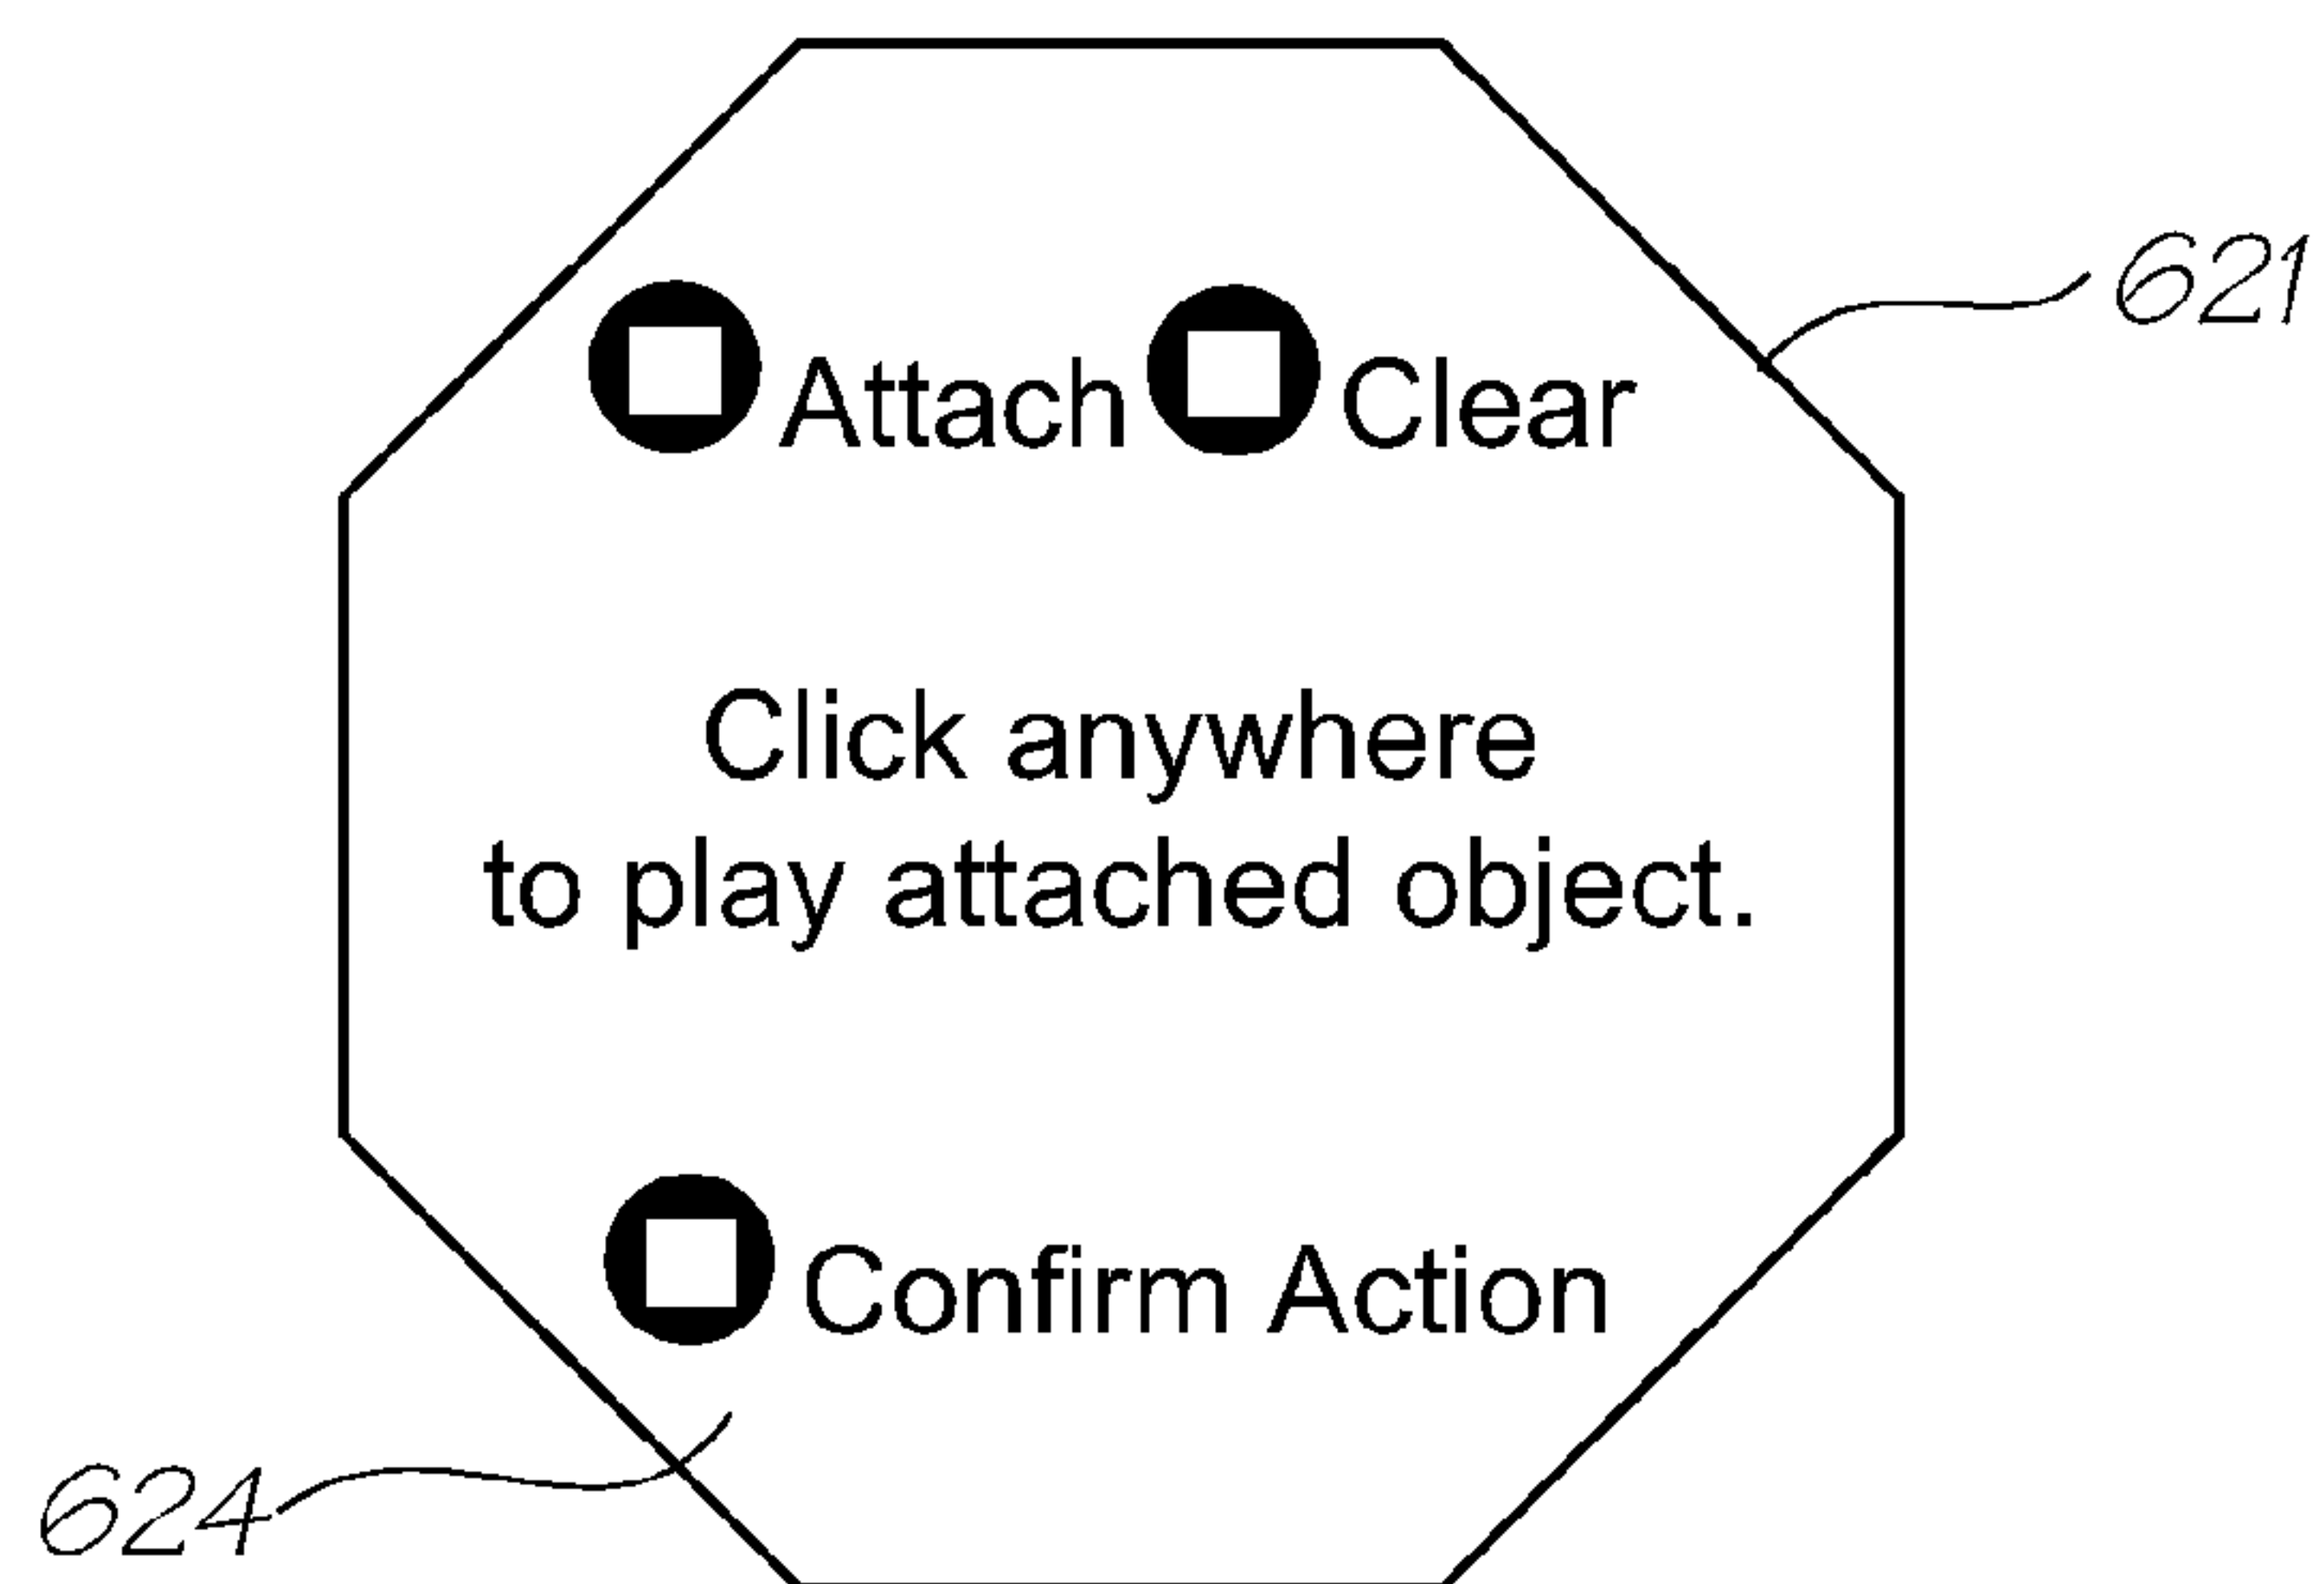 621
Attach Clear
Click anywhere
to play attached object.
Confirm Action
624